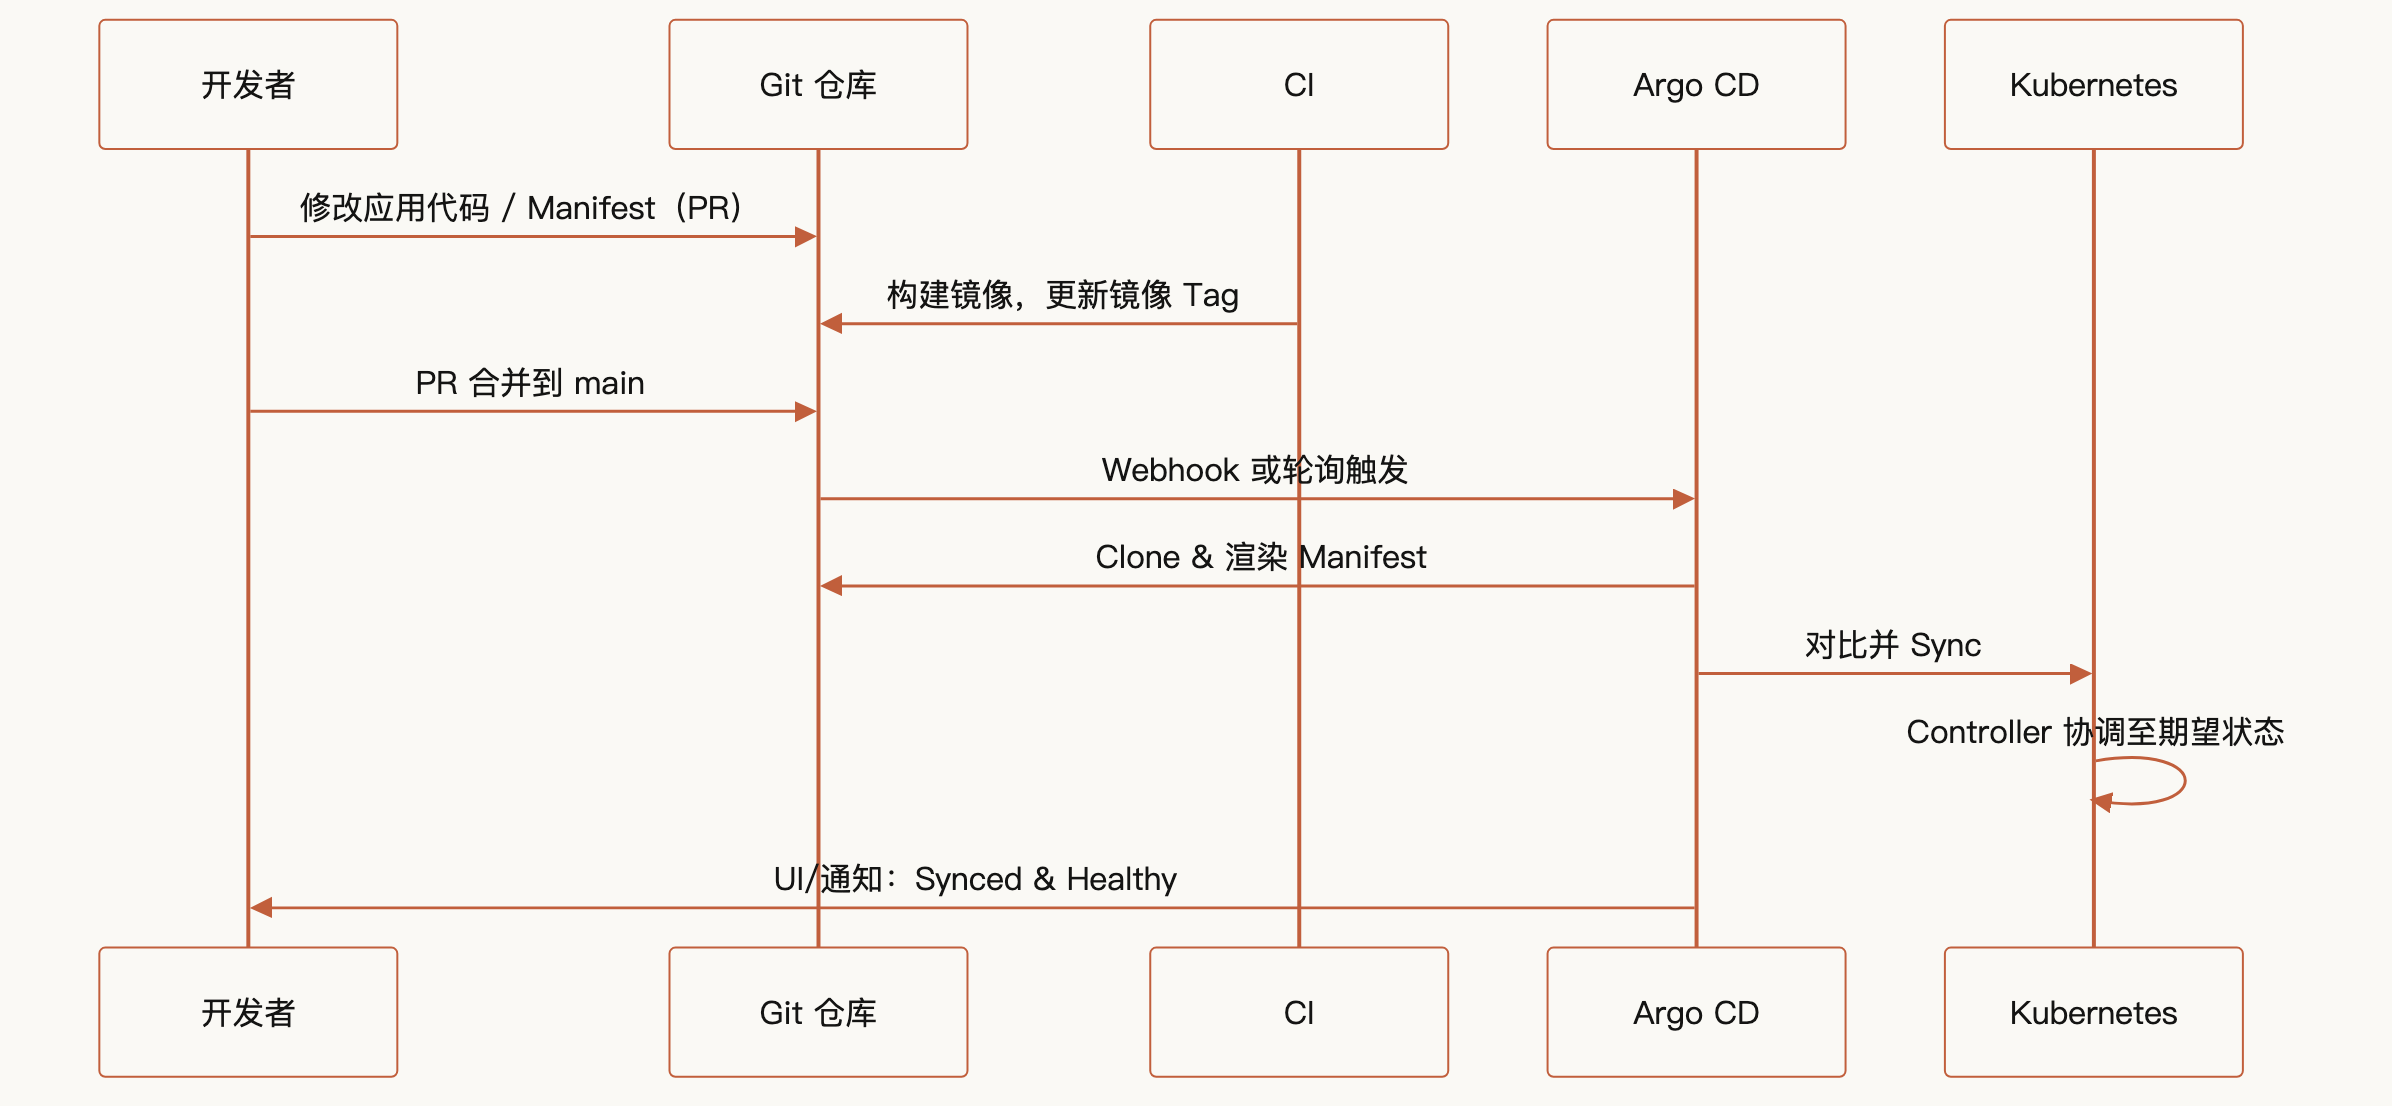 开发者
Git 仓库
CI
Argo CD
Kubernetes
修改应用代码 / Manifest（PR）
构建镜像，更新镜像 Tag
PR 合并到 main
Webhook 或轮询触发
Clone & 渲染 Manifest
对比并 Sync
Controller 协调至期望状态
UI/通知：Synced & Healthy
开发者
Git 仓库
CI
Argo CD
Kubernetes